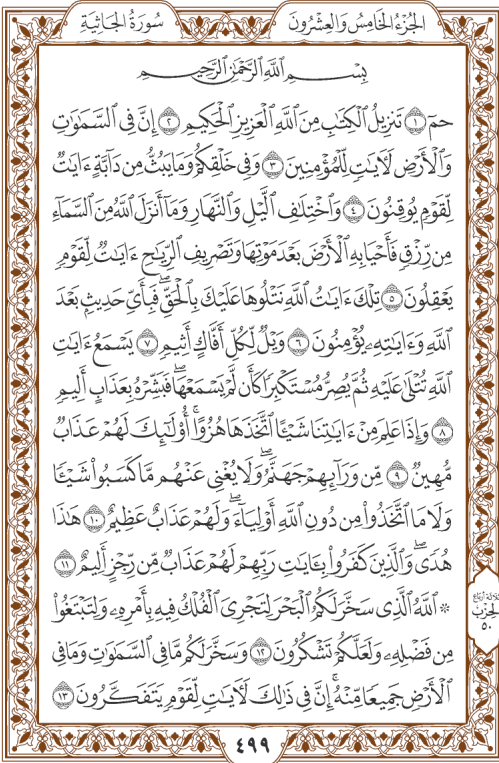 سُورَةُ الجَاثِيَةِ
الجُزْءُ الخَامِسُ وَالعِشْرُونَ
بِسْمِ ٱللَّهِ ٱلرَّحْمَٰنِ ٱلرَّحِيمِ
حمٓ ١ تَنزِيلُ ٱلْكِتَٰبِ مِنَ ٱللَّهِ ٱلْعَزِيزِ ٱلْحَكِيمِ ٢ إِنَّ فِى ٱلسَّمَٰوَٰتِ
وَٱلْأَرْضِ لَءَايَٰتٍ لِّلْمُؤْمِنِينَ ٣ وَفِى خَلْقِكُمْ وَمَا يَبُثُّ مِن دَآبَّةٍ ءَايَٰتٌ
لِّقَوْمٍ يُوقِنُونَ ٤ وَٱخْتِلَٰفِ ٱلَّيْلِ وَٱلنَّهَارِ وَمَآ أَنزَلَ ٱللَّهُ مِنَ ٱلسَّمَآءِ
مِن رِّزْقٍ فَأَحْيَا بِهِ ٱلْأَرْضَ بَعْدَ مَوْتِهَا وَتَصْرِيفِ ٱلرِّيَٰحِ ءَايَٰتٌ لِّقَوْمٍ
يَعْقِلُونَ ٥ تِلْكَ ءَايَٰتُ ٱللَّهِ نَتْلُوهَا عَلَيْكَ بِٱلْحَقِّ ۖ فَبِأَىِّ حَدِيثٍۭ بَعْدَ
ٱللَّهِ وَءَايَٰتِهِۦ يُؤْمِنُونَ ٦ وَيْلٌ لِّكُلِّ أَفَّاكٍ أَثِيمٍ ٧ يَسْمَعُ ءَايَٰتِ
ٱللَّهِ تُتْلَىٰ عَلَيْهِ ثُمَّ يُصِرُّ مُسْتَكْبِرًا كَأَن لَّمْ يَسْمَعْهَا ۖ فَبَشِّرْهُ بِعَذَابٍ أَلِيمٍ
٨ وَإِذَا عَلِمَ مِنْ ءَايَٰتِنَا شَيْـًٔا ٱتَّخَذَهَا هُزُوًا ۚ أُو۟لَٰٓئِكَ لَهُمْ عَذَابٌ
مُّهِينٌ ٩ مِّن وَرَآئِهِمْ جَهَنَّمُ ۖ وَلَا يُغْنِى عَنْهُم مَّا كَسَبُوا۟ شَيْـًٔا
وَلَا مَا ٱتَّخَذُوا۟ مِن دُونِ ٱللَّهِ أَوْلِيَآءَ ۖ وَلَهُمْ عَذَابٌ عَظِيمٌ ١٠ هَٰذَا
هُدًى ۖ وَٱلَّذِينَ كَفَرُوا۟ بِـَٔايَٰتِ رَبِّهِمْ لَهُمْ عَذَابٌ مِّن رِّجْزٍ أَلِيمٌ ١١
۞ ٱللَّهُ ٱلَّذِى سَخَّرَ لَكُمُ ٱلْبَحْرَ لِتَجْرِىَ ٱلْفُلْكُ فِيهِ بِأَمْرِهِۦ وَلِتَبْتَغُوا۟
مِن فَضْلِهِۦ وَلَعَلَّكُمْ تَشْكُرُونَ ١٢ وَسَخَّرَ لَكُم مَّا فِى ٱلسَّمَٰوَٰتِ وَمَا فِى
ٱلْأَرْضِ جَمِيعًا مِّنْهُ ۚ إِنَّ فِى ذَٰلِكَ لَءَايَٰتٍ لِّقَوْمٍ يَتَفَكَّرُونَ ١٣
ثلاثة أرباع
الحزب
٥٠
٤٩٩